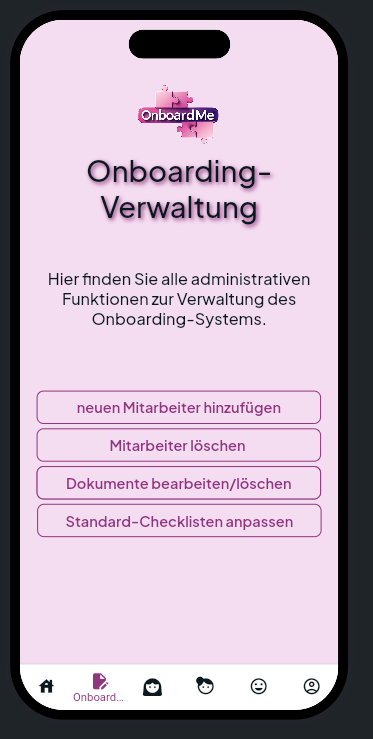 OnboardMe
Onboarding-
Verwaltung
Hier finden Sie alle administrativen
Funktionen zur Verwaltung des
Onboarding-Systems.
neuen Mitarbeiter hinzufügen
Mitarbeiter löschen
Dokumente bearbeiten/löschen
Standard-Checklisten anpassen
Onboard...